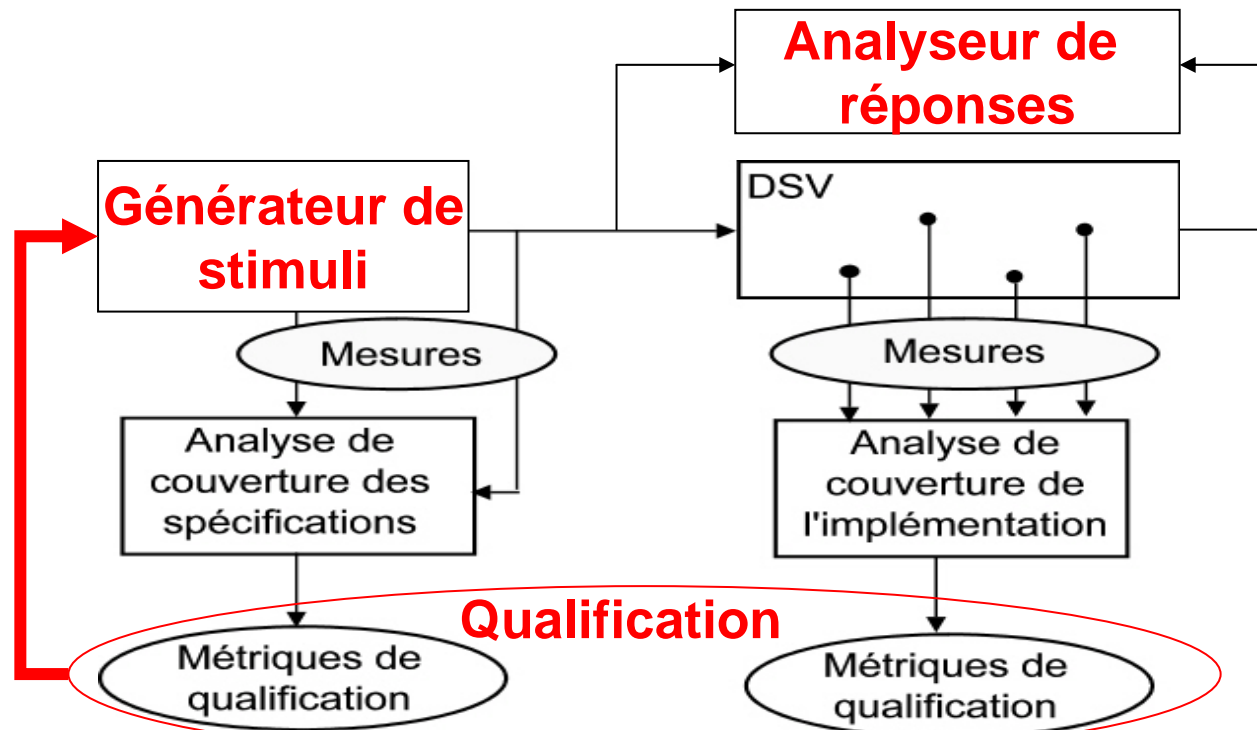 Analyseur de
réponses
Générateur de
stimuli
DSV
Mesures
Mesures
Analyse de
couverture des
spécifications
Analyse de
couverture de
l'implémentation
Qualification
Métriques de
qualification
Métriques de
qualification